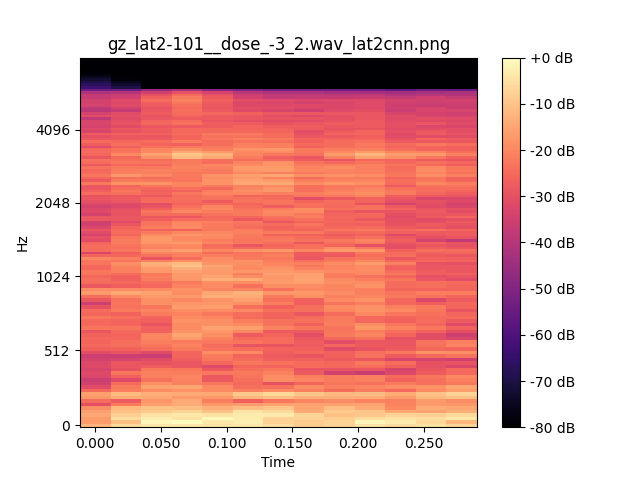 gz_lat2-101__dose_-3_2.wav_lat2cnn.png
+0 dB
-10 dB
-20 dB
-30 dB
-40 dB
-50 dB
-60 dB
-70 dB
-80 dB
4096
2048
1024
512
0
Hz
0.000 0.050 0.100 0.150 0.200 0.250
Time